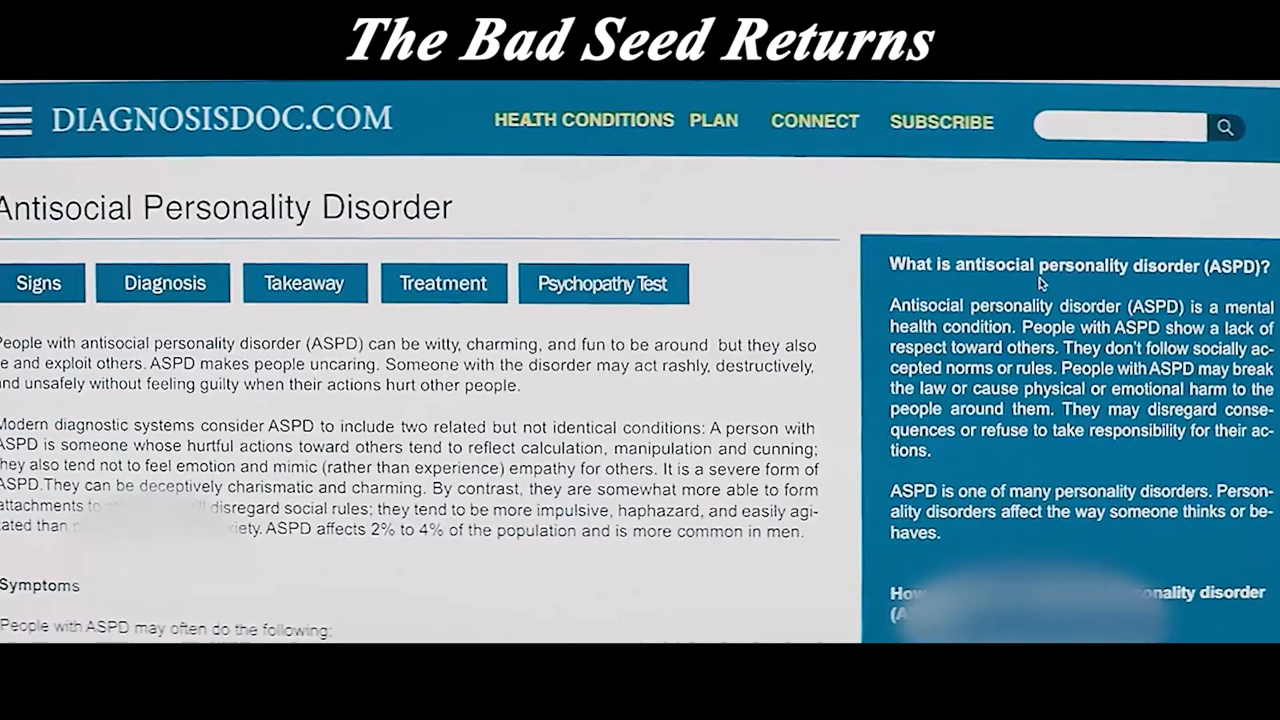 The Bad Seed Returns
DIAGNOSISDOC.COM
HEALTH CONDITIONS PLAN CONNECT SUBSCRIBE
Antisocial Personality Disorder
Signs
Diagnosis
Takeaway
Treatment
Psychopathy Test
People with antisocial personality disorder (ASPD) can be witty, charming, and fun to be around but they also
e and exploit others. ASPD makes people uncaring. Someone with the disorder may act rashly, destructively,
and unsafely without feeling guilty when their actions hurt other people.
Modern diagnostic systems consider ASPD to include two related but not identical conditions: A person with
ASPD is someone whose hurtful actions toward others tend to reflect calculation, manipulation and cunning;
they also tend not to feel emotion and mimic (rather than experience) empathy for others. It is a severe form of
ASPD.They can be deceptively charismatic and charming. By contrast, they are somewhat more able to form
attachments to disregard social rules; they tend to be more impulsive, haphazard, and easily agi-
tated than ASPD affects 2% to 4% of the population and is more common in men.
Symptoms
People with ASPD may often do the following:
What is antisocial personality disorder (ASPD)?
Antisocial personality disorder (ASPD) is a mental
health condition. People with ASPD show a lack of
respect toward others. They don't follow socially ac-
cepted norms or rules. People with ASPD may break
the law or cause physical or emotional harm to the
people around them. They may disregard conse-
quences or refuse to take responsibility for their ac-
tions.
ASPD is one of many personality disorders. Person-
ality disorders affect the way someone thinks or be-
haves.
disorder